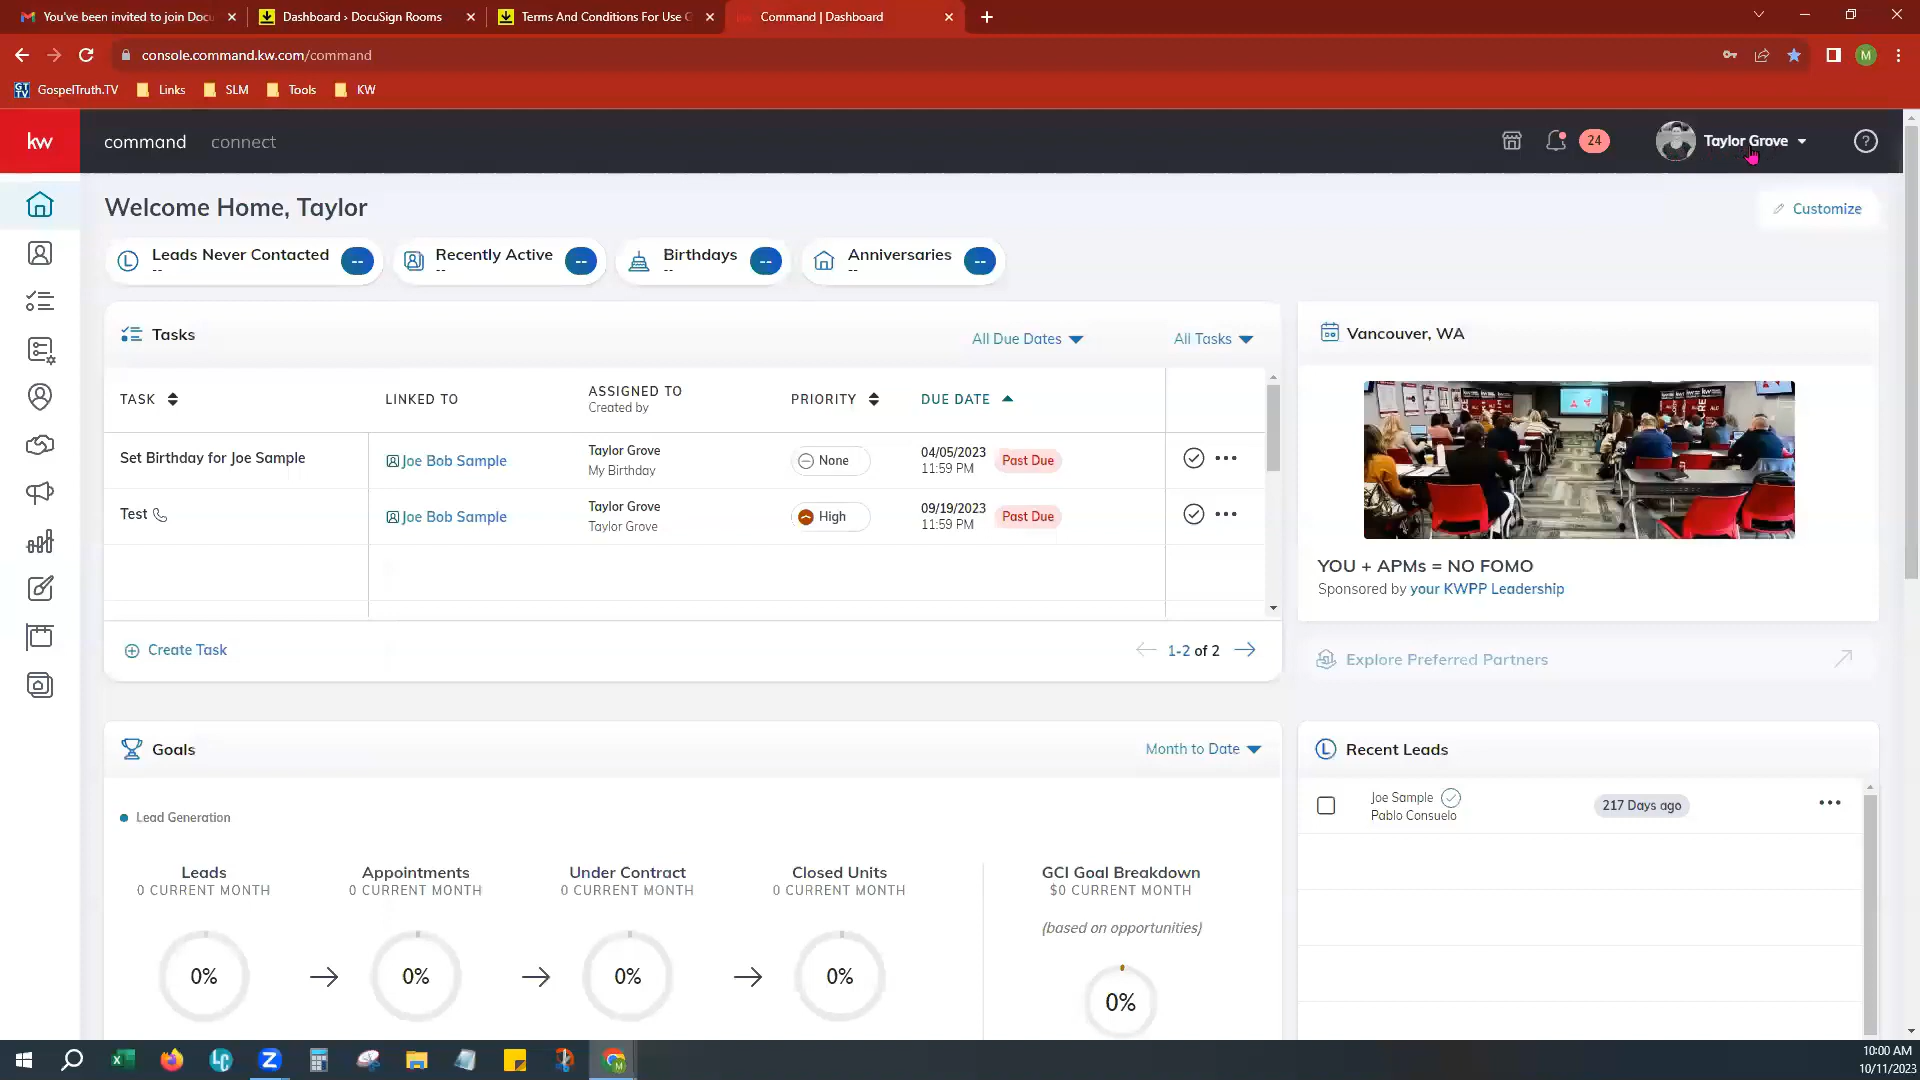 You've been invited to join Docu
Dashboard › DocuSign Rooms
Terms And Conditions For Use O
Command | Dashboard
console.command.kw.com/command
M
GT TV
GospelTruth.TV
Links
SLM
Tools
KW
kw
command
connect
24
Taylor Grove
?
Welcome Home, Taylor
Customize
Leads Never Contacted
--
--
Recently Active
--
--
Birthdays
--
--
Anniversaries
--
--
Tasks
All Due Dates
All Tasks
TASK
LINKED TO
ASSIGNED TO
Created by
PRIORITY
DUE DATE
Set Birthday for Joe Sample
Joe Bob Sample
Taylor Grove
My Birthday
None
04/05/2023
11:59 PM
Past Due
Test
Joe Bob Sample
Taylor Grove
Taylor Grove
High
09/19/2023
11:59 PM
Past Due
Create Task
1-2 of 2
Vancouver, WA
YOU + APMs = NO FOMO
Sponsored by your KWPP Leadership
Explore Preferred Partners
Goals
Month to Date
Lead Generation
Leads
0 CURRENT MONTH
0%
Appointments
0 CURRENT MONTH
0%
Under Contract
0 CURRENT MONTH
0%
Closed Units
0 CURRENT MONTH
0%
GCI Goal Breakdown
$0 CURRENT MONTH
(based on opportunities)
0%
Recent Leads
Joe Sample
Pablo Consuelo
217 Days ago
10:00 AM
10/11/2023